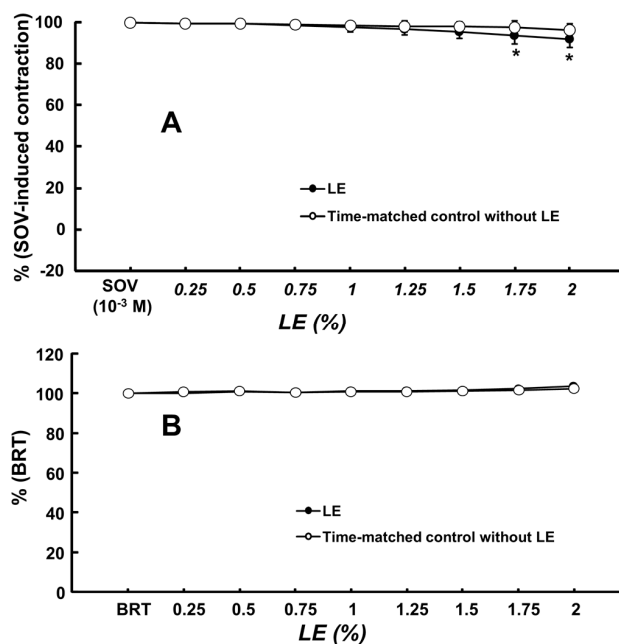 % (SOV-induced contraction)
100
80
60
40
20
0
-20
A
* *
LE
Time-matched control without LE
SOV 0.25 0.5 0.75 1 1.25 1.5 1.75 2
(10⁻³ M)
LE (%)
% (BRT)
120
100
80
60
40
20
0
B
LE
Time-matched control without LE
BRT 0.25 0.5 0.75 1 1.25 1.5 1.75 2
LE (%)